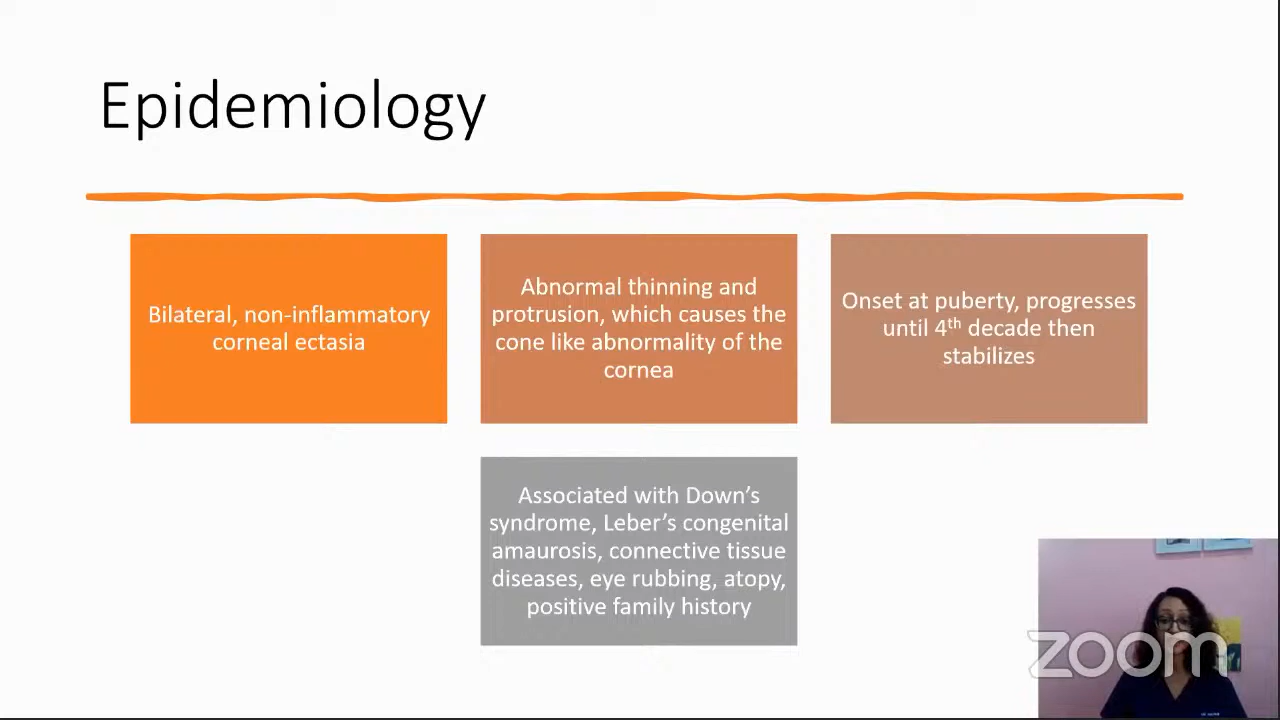 Epidemiology
Bilateral, non-inflammatory
corneal ectasia
Abnormal thinning and
protrusion, which causes the
cone like abnormality of the
cornea
Onset at puberty, progresses
until 4th decade then
stabilizes
Associated with Down's
syndrome, Leber's congenital
amaurosis, connective tissue
diseases, eye rubbing, atopy,
positive family history
zoom